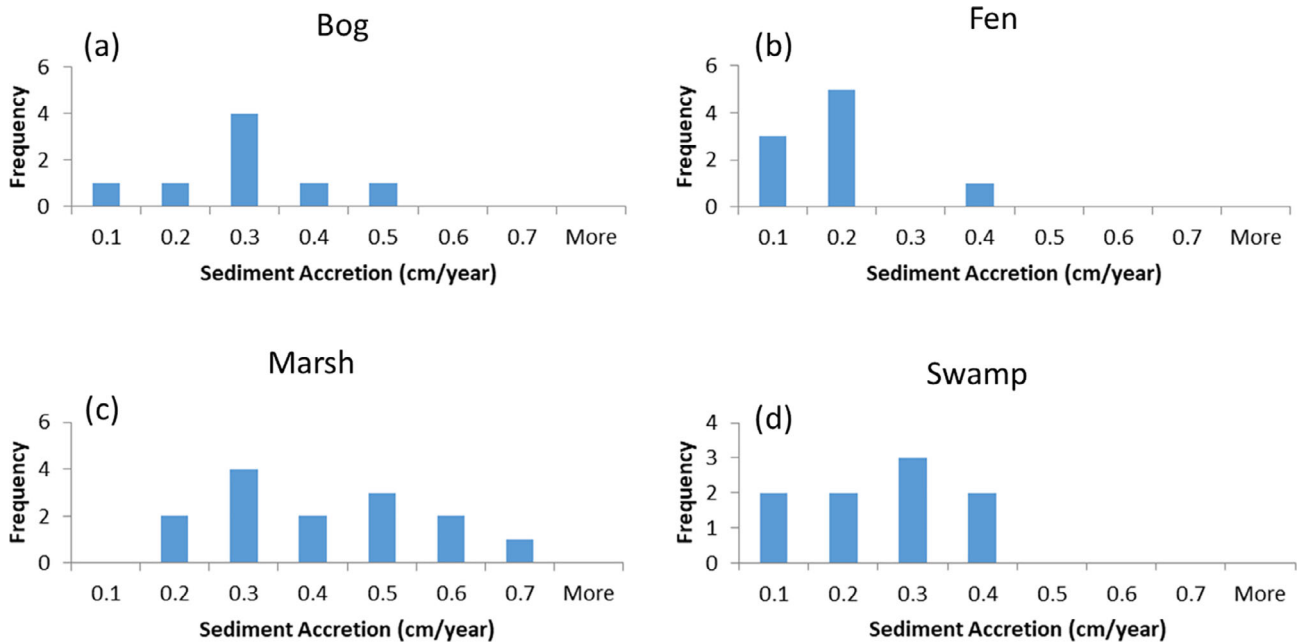 Bog
(a)
6
4
2
0
Frequency
0.1 0.2 0.3 0.4 0.5 0.6 0.7 More
Sediment Accretion (cm/year)
Fen
(b)
6
4
2
0
Frequency
0.1 0.2 0.3 0.4 0.5 0.6 0.7 More
Sediment Accretion (cm/year)
Marsh
(c)
6
4
2
0
Frequency
0.1 0.2 0.3 0.4 0.5 0.6 0.7 More
Sediment Accretion (cm/year)
Swamp
(d)
4
3
2
1
0
Frequency
0.1 0.2 0.3 0.4 0.5 0.6 0.7 More
Sediment Accretion (cm/year)